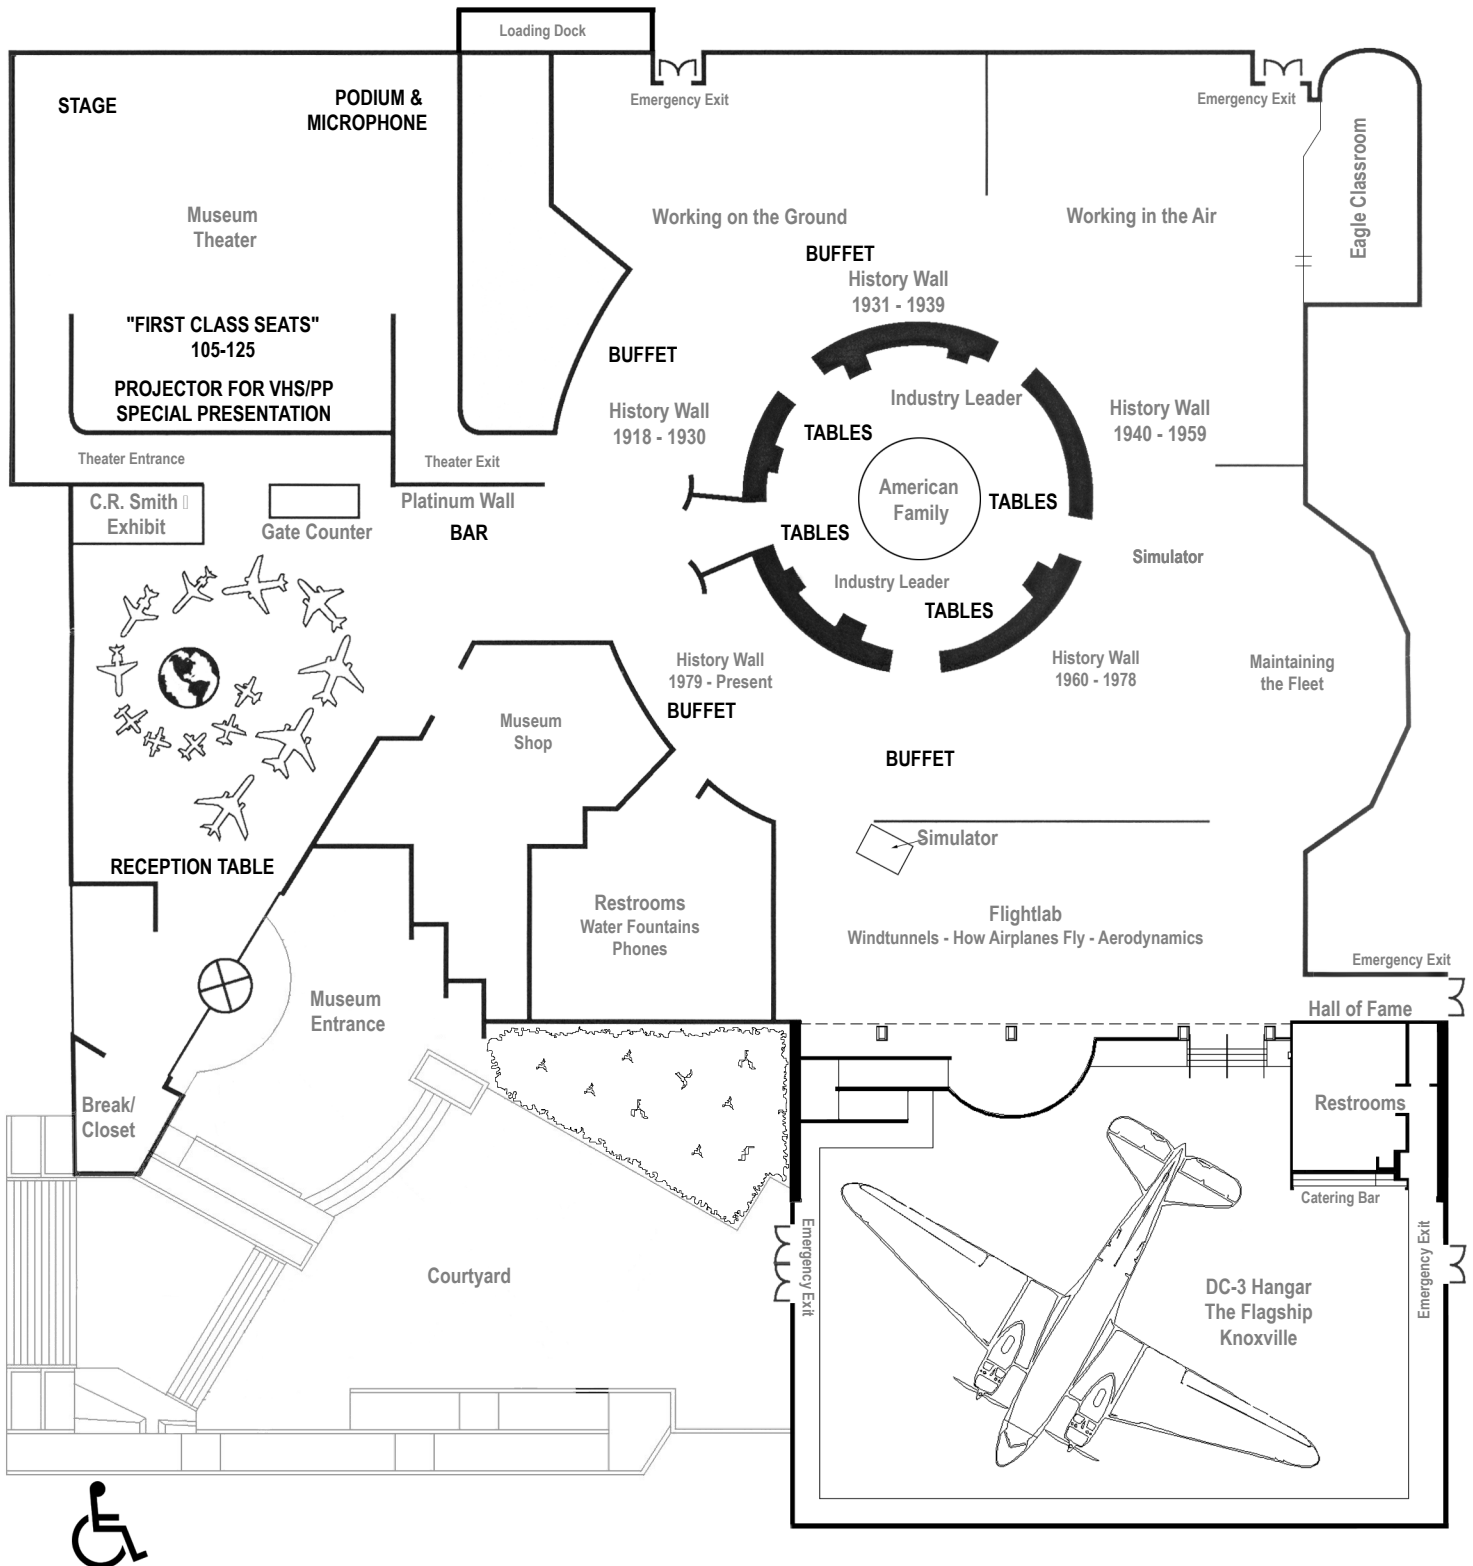 Loading Dock
STAGE
PODIUM &
MICROPHONE
Emergency Exit
Emergency Exit
Eagle Classroom
Museum
Theater
Working on the Ground
Working in the Air
BUFFET
History Wall
1931 - 1939
"FIRST CLASS SEATS"
105-125
BUFFET
PROJECTOR FOR VHS/PP
SPECIAL PRESENTATION
Industry Leader
History Wall
1918 - 1930
History Wall
1940 - 1959
TABLES
Theater Entrance
Theater Exit
C.R. Smith
Exhibit
Gate Counter
Platinum Wall
BAR
American
Family
TABLES
TABLES
Simulator
Industry Leader
TABLES
History Wall
1979 - Present
History Wall
1960 - 1978
Maintaining
the Fleet
BUFFET
Museum
Shop
BUFFET
Simulator
RECEPTION TABLE
Restrooms
Water Fountains
Phones
Flightlab
Windtunnels - How Airplanes Fly - Aerodynamics
Emergency Exit
Museum
Entrance
Hall of Fame
Break/
Closet
Restrooms
Catering Bar
Emergency Exit
Emergency Exit
Courtyard
DC-3 Hangar
The Flagship
Knoxville